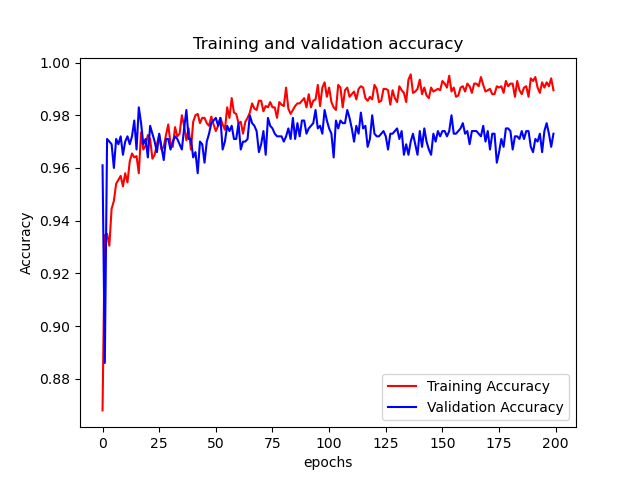 Training and validation accuracy
1.00
0.98
0.96
0.94
0.92
0.90
0.88
Accuracy
Training Accuracy
Validation Accuracy
0 25 50 75 100 125 150 175 200
epochs